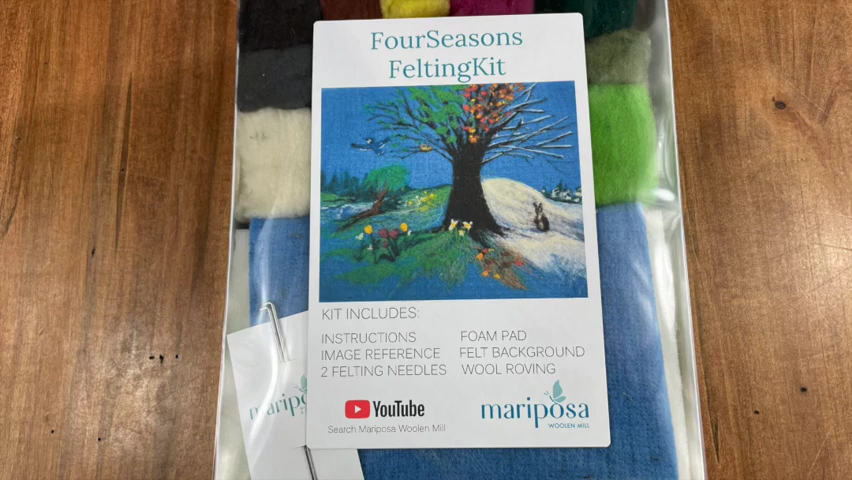 FourSeasons
FeltingKit
KIT INCLUDES:
INSTRUCTIONS FOAM PAD
IMAGE REFERENCE FELT BACKGROUND
2 FELTING NEEDLES WOOL ROVING
YouTube
Search Mariposa Woolen Mill
mariposa
WOOLEN MILL